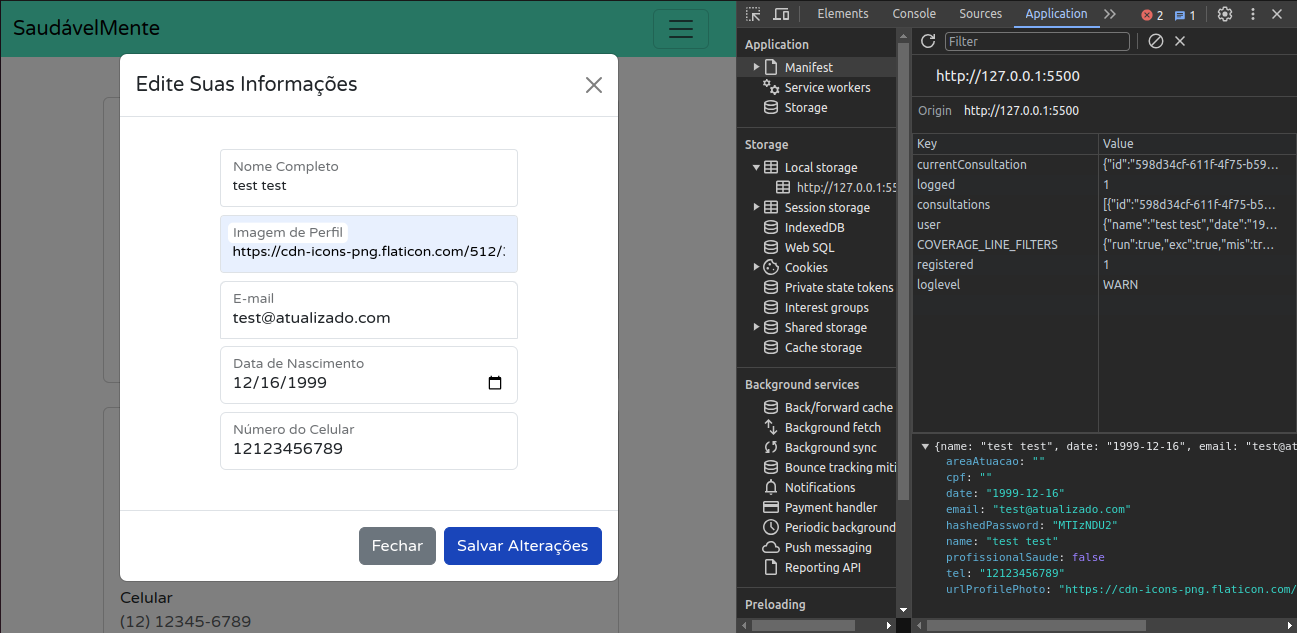 SaudávelMente
Edite Suas Informações
Nome Completo
test test
Imagem de Perfil
https://cdn-icons-png.flaticon.com/512/
E-mail
test@atualizado.com
Data de Nascimento
12/16/1999
Número do Celular
12123456789
Fechar
Salvar Alterações
Celular
(12) 12345-6789
Elements
Console
Sources
Application
2
1
Application
Manifest
Service workers
Storage
Storage
Local storage
http://127.0.0.1:55
Session storage
IndexedDB
Web SQL
Cookies
Private state tokens
Interest groups
Shared storage
Cache storage
Background services
Back/forward cache
Background fetch
Background sync
Bounce tracking miti
Notifications
Payment handler
Periodic background
Push messaging
Reporting API
Preloading
Filter
http://127.0.0.1:5500
Origin http://127.0.0.1:5500
Key Value
currentConsultation {"id":"598d34cf-611f-4f75-b59...
logged 1
consultations [{"id":"598d34cf-611f-4f75-b5...
user {"name":"test test","date":"19...
COVERAGE_LINE_FILTERS {"run":true,"exc":true,"mis":tr...
registered 1
loglevel WARN
{name: "test test", date: "1999-12-16", email: "test@at
areaAtuacao: ""
cpf: ""
date: "1999-12-16"
email: "test@atualizado.com"
hashedPassword: "MTIzNDU2"
name: "test test"
profissionalSaude: false
tel: "12123456789"
urlProfilePhoto: "https://cdn-icons-png.flaticon.com/